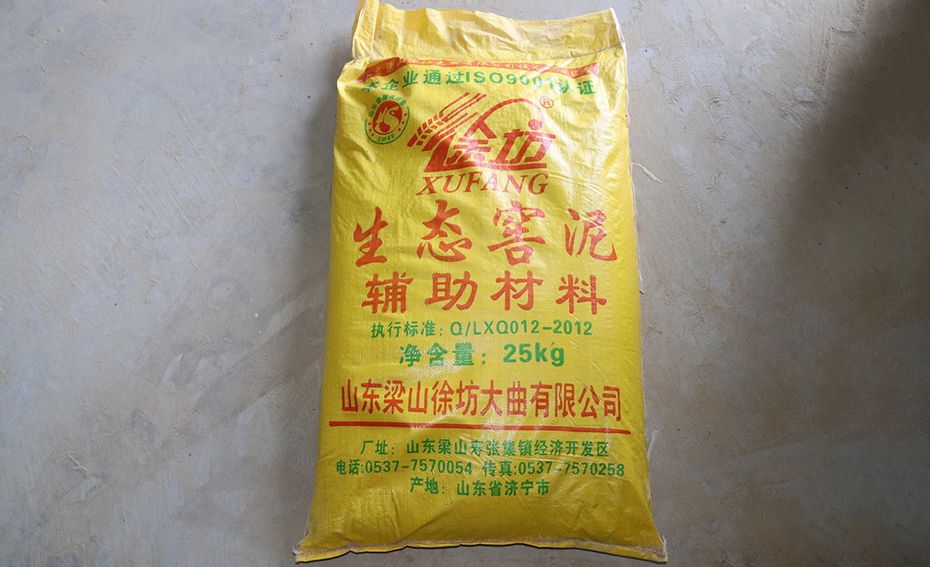 本企业通过ISO9001认证
徐坊®
XUFANG
生态窖泥
辅助材料
执行标准：Q/LXQ012-2012
净含量：25kg
山东梁山徐坊大曲有限公司
厂址：山东梁山寿张集镇经济开发区
电话:0537-7570054 传真:0537-7570258
产地：山东省济宁市